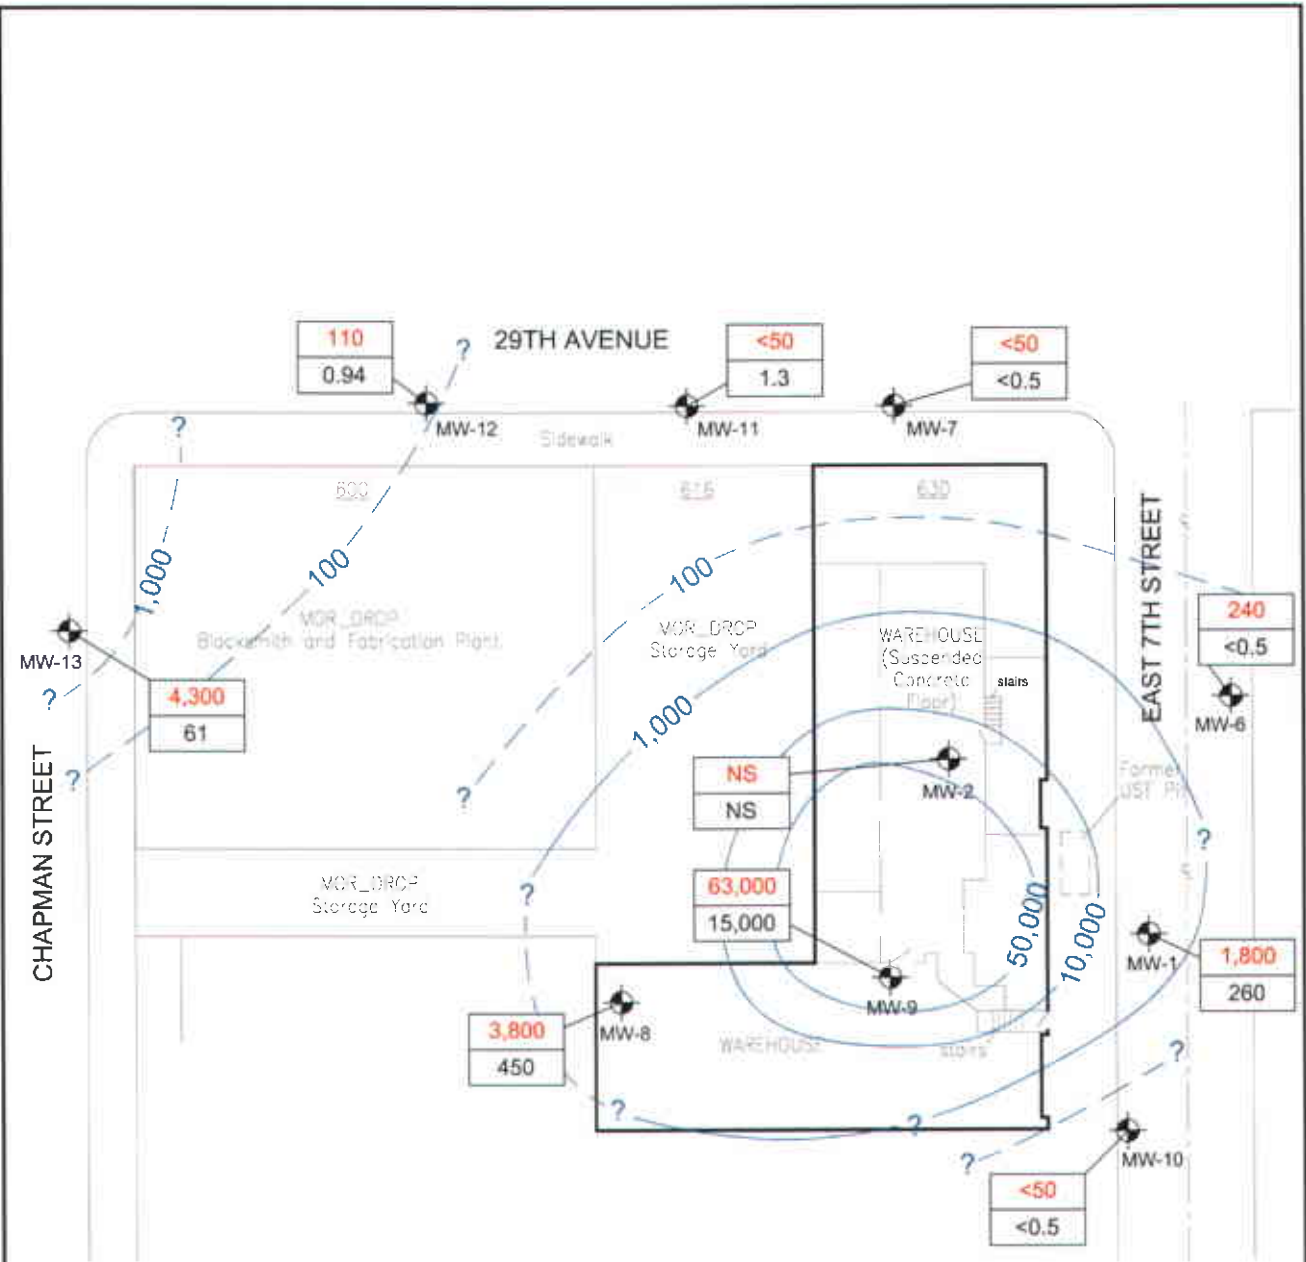 110
0.94
?
29TH AVENUE
<50
1.3
<50
<0.5
MW-12
MW-11
MW-7
?
Sidewalk
600
616
630
1,000
100
100
EAST 7TH STREET
MOR_DROP
Blacksmith and Fabrication Plant
MOR_DROP
Storage Yard
WAREHOUSE
(Suspended
Concrete
Floor)
stairs
240
<0.5
MW-6
MW-13
?
4,300
61
1,000
?
?
CHAPMAN STREET
NS
NS
MW-2
Former
UST Pit
?
MOR_DROP
Storage Yard
?
63,000
15,000
50,000
10,000
MW-9
MW-1
1,800
260
3,800
450
MW-8
WAREHOUSE
stairs
?
?
?
?
MW-10
<50
<0.5